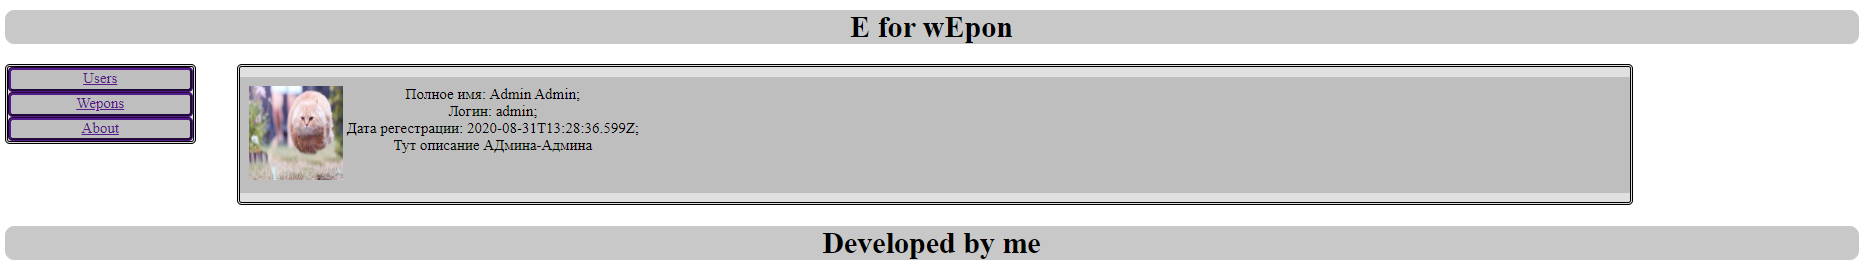 E for wEpon
Users
Wepons
About
Полное имя: Admin Admin;
Логин: admin;
Дата регестрации: 2020-08-31T13:28:36.599Z;
Тут описание АДмина-Админа
Developed by me